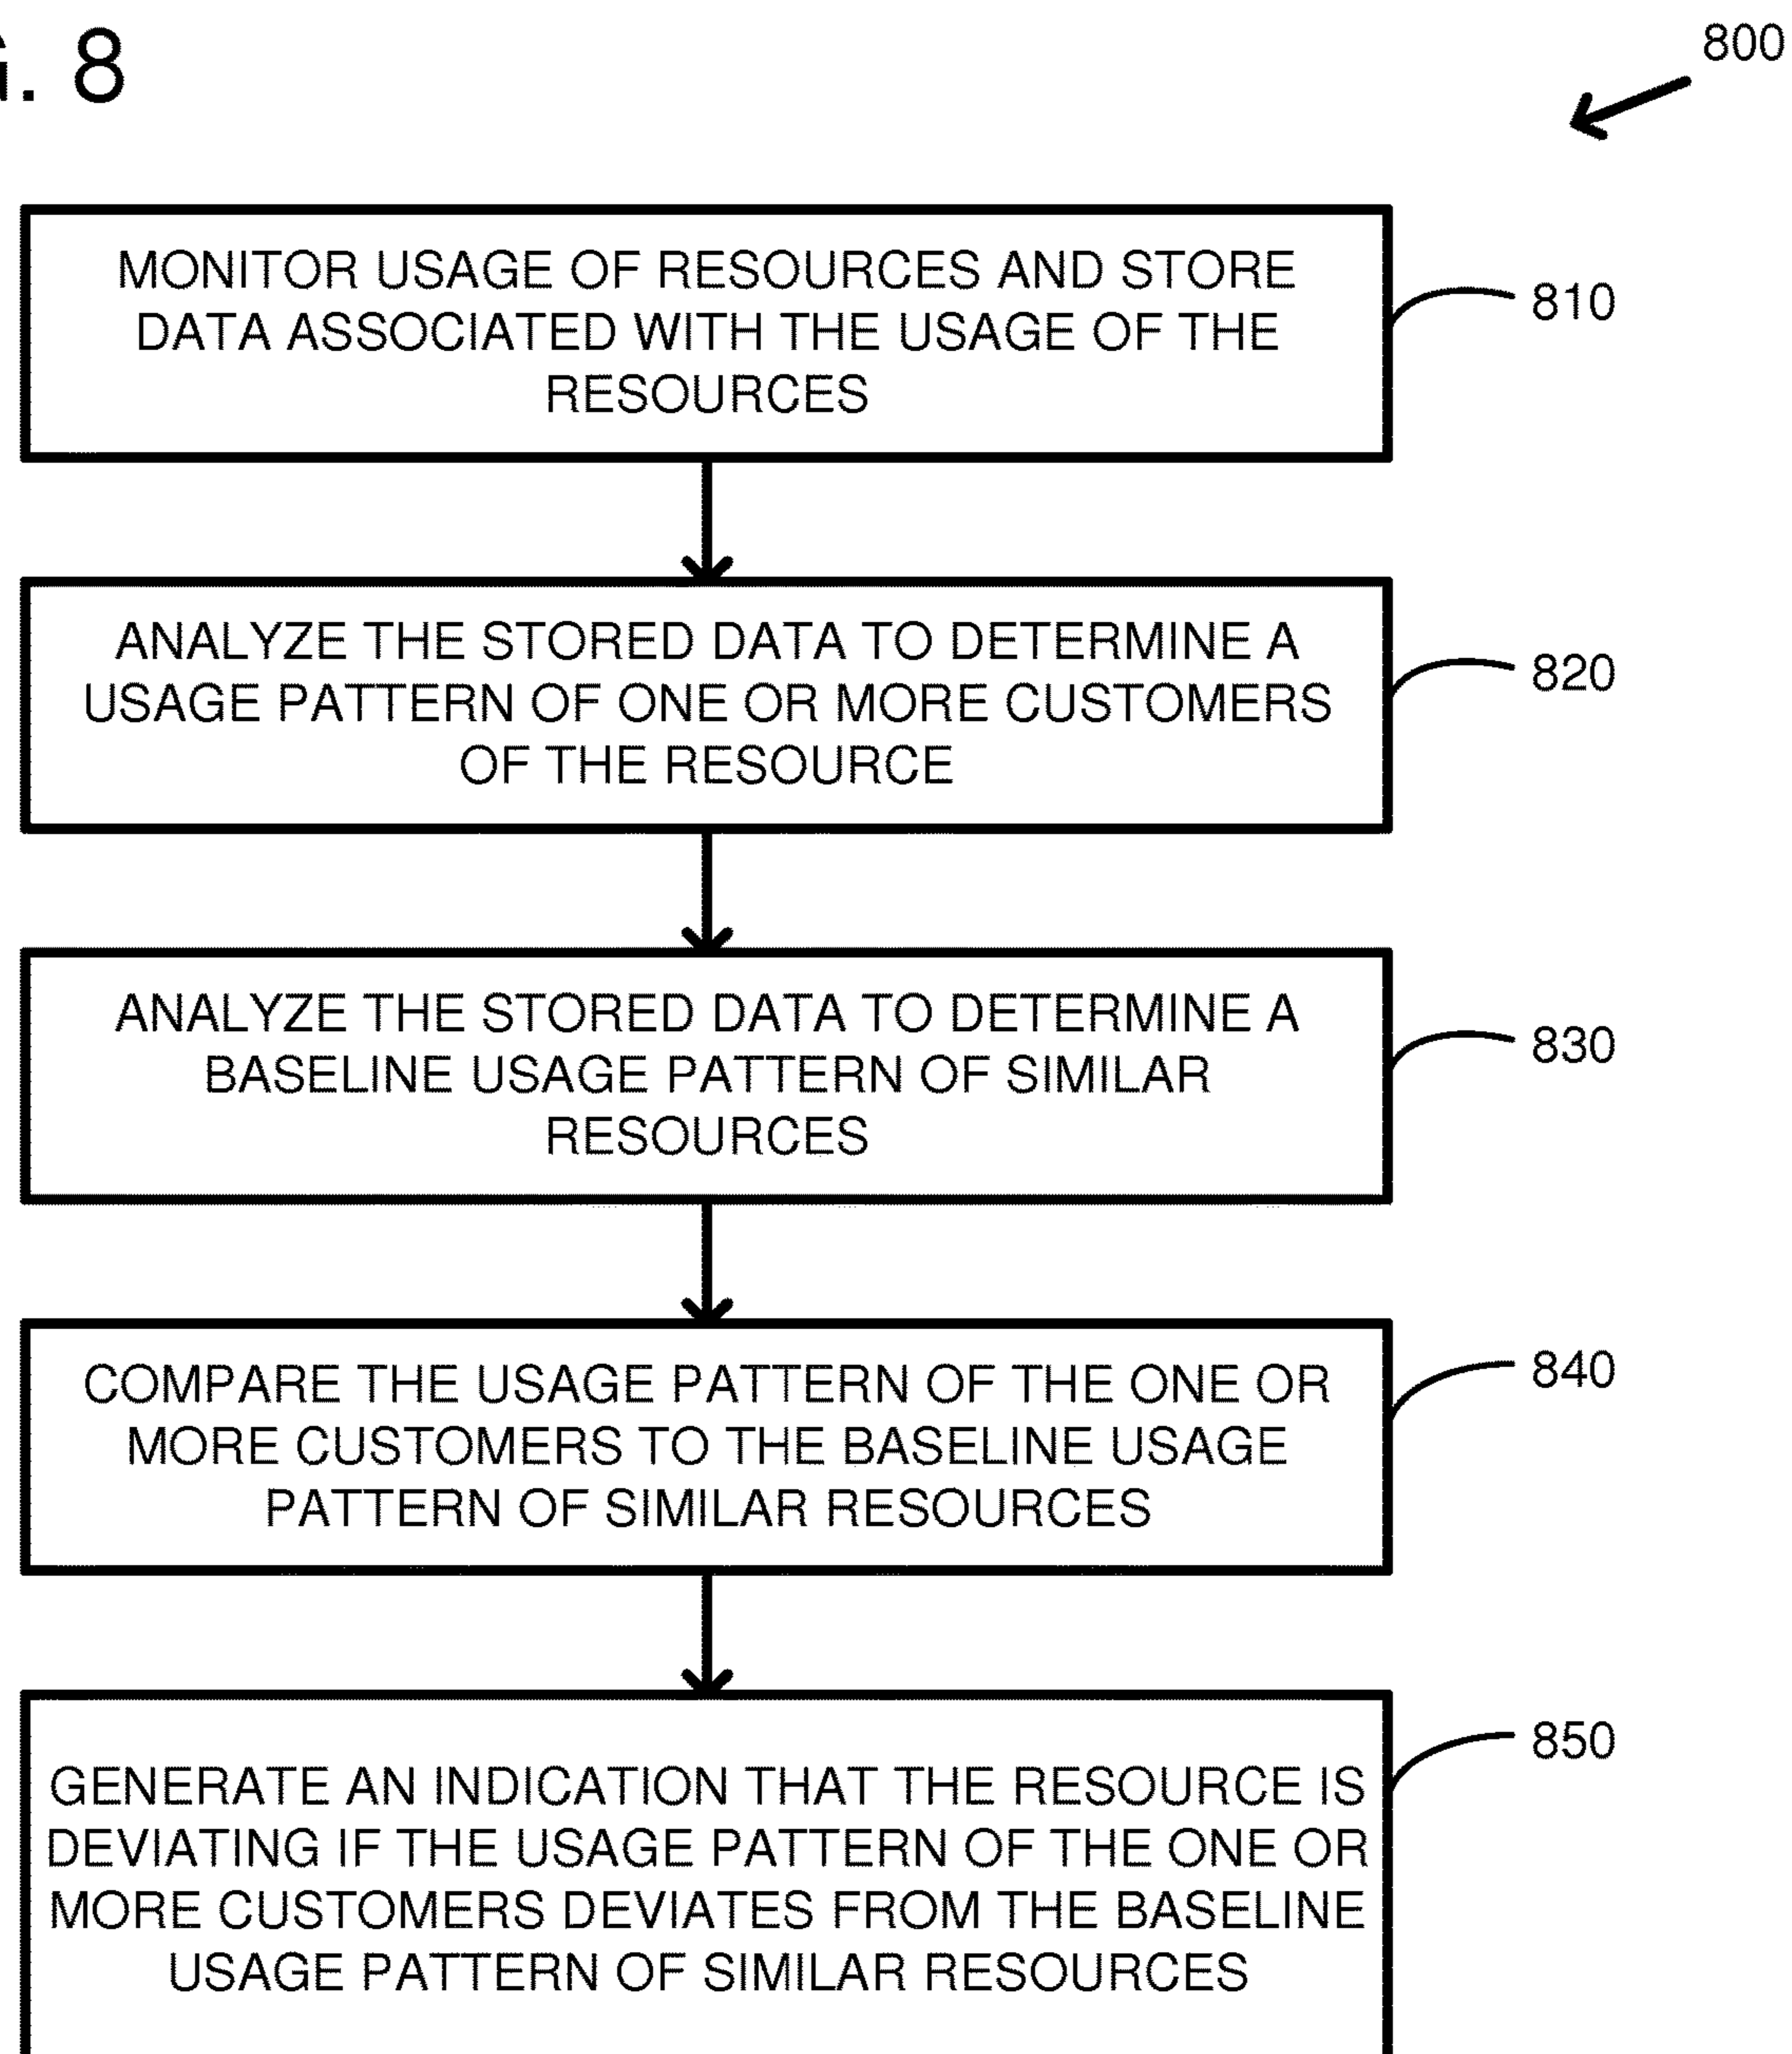 G. 8
800
MONITOR USAGE OF RESOURCES AND STORE
DATA ASSOCIATED WITH THE USAGE OF THE
RESOURCES
810
ANALYZE THE STORED DATA TO DETERMINE A
USAGE PATTERN OF ONE OR MORE CUSTOMERS
OF THE RESOURCE
820
ANALYZE THE STORED DATA TO DETERMINE A
BASELINE USAGE PATTERN OF SIMILAR
RESOURCES
830
COMPARE THE USAGE PATTERN OF THE ONE OR
MORE CUSTOMERS TO THE BASELINE USAGE
PATTERN OF SIMILAR RESOURCES
840
GENERATE AN INDICATION THAT THE RESOURCE IS
DEVIATING IF THE USAGE PATTERN OF THE ONE OR
MORE CUSTOMERS DEVIATES FROM THE BASELINE
USAGE PATTERN OF SIMILAR RESOURCES
850